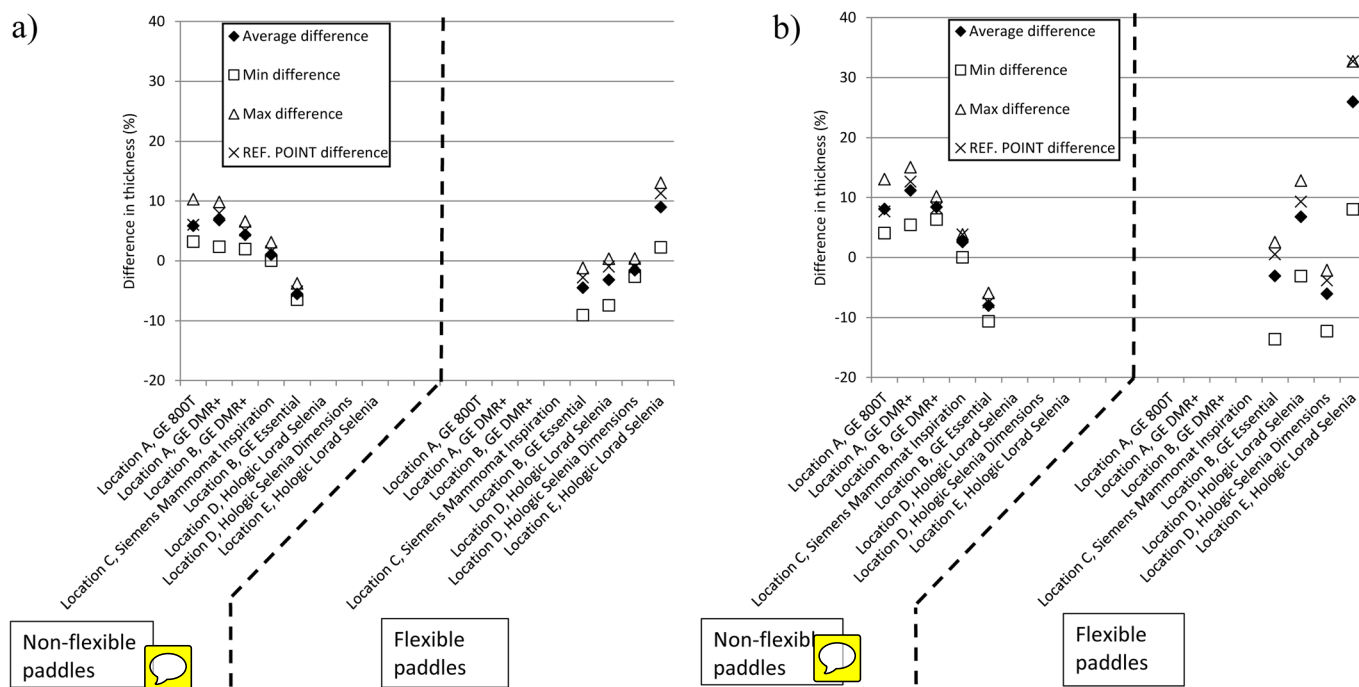 a)
40
30
20
10
0
-10
-20
Difference in thickness (%)
Average difference
Min difference
Max difference
REF. POINT difference
Location A, GE 800T
Location A, GE DMR+
Location B, GE DMR+
Location C, Siemens Mammomat Inspiration
Location B, GE Essential
Location D, Hologic Lorad Selenia
Location D, Hologic Selenia Dimensions
Location E, Hologic Lorad Selenia
Location A, GE 800T
Location A, GE DMR+
Location B, GE DMR+
Location C, Siemens Mammomat Inspiration
Location B, GE Essential
Location D, Hologic Lorad Selenia
Location D, Hologic Selenia Dimensions
Location E, Hologic Lorad Selenia
Non-flexible
paddles
Flexible
paddles
b)
40
30
20
10
0
-10
-20
Difference in thickness (%)
Average difference
Min difference
Max difference
REF. POINT difference
Location A, GE 800T
Location A, GE DMR+
Location B, GE DMR+
Location C, Siemens Mammomat Inspiration
Location B, GE Essential
Location D, Hologic Lorad Selenia
Location D, Hologic Selenia Dimensions
Location E, Hologic Lorad Selenia
Location A, GE 800T
Location A, GE DMR+
Location B, GE DMR+
Location C, Siemens Mammomat Inspiration
Location B, GE Essential
Location D, Hologic Lorad Selenia
Location D, Hologic Selenia Dimensions
Location E, Hologic Lorad Selenia
Non-flexible
paddles
Flexible
paddles